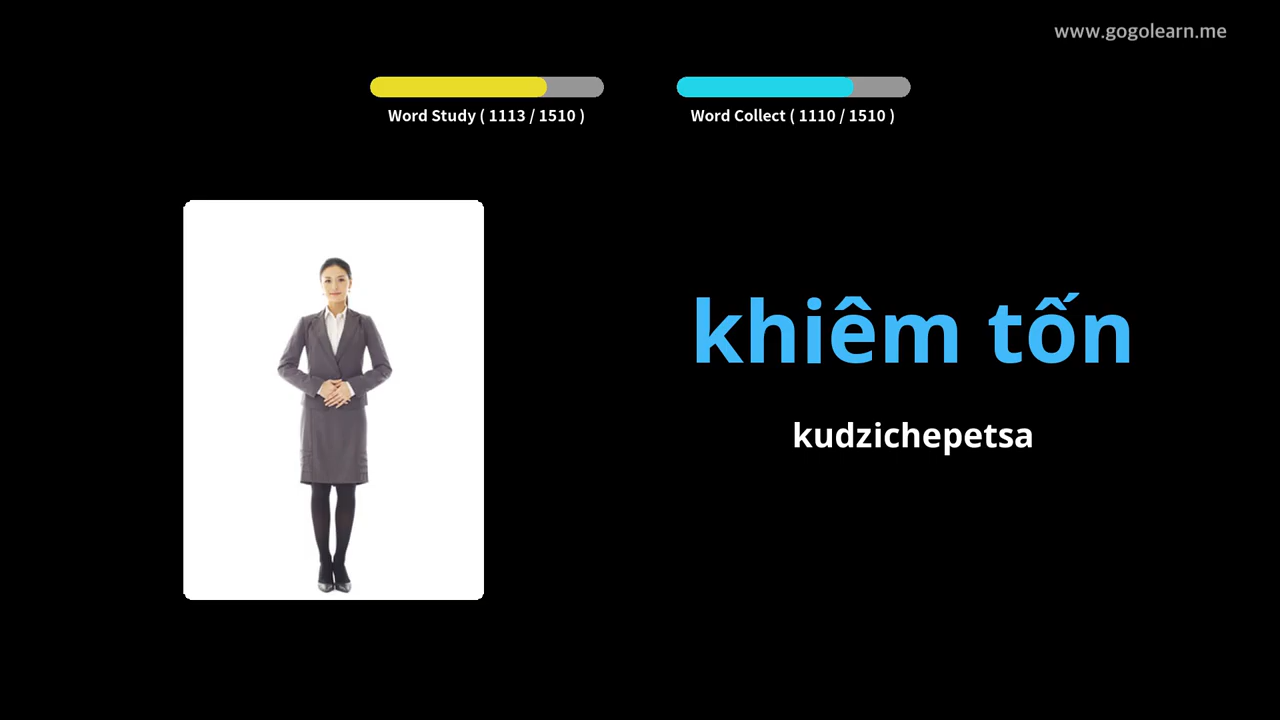 www.gogolearn.me
Word Study ( 1113 / 1510 )
Word Collect ( 1110 / 1510 )
khiêm tốn
kudzichepetsa